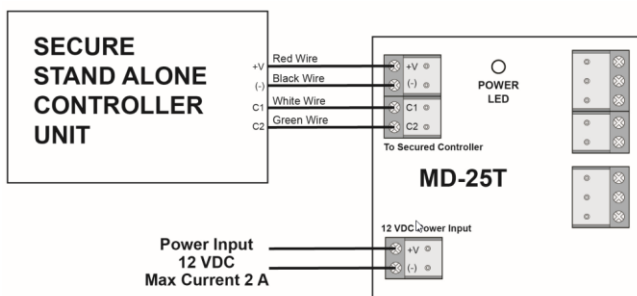 SECURE
STAND ALONE
CONTROLLER
UNIT
+V Red Wire +V
(-) Black Wire (-)
C1 White Wire C1
C2 Green Wire C2
POWER
LED
To Secured Controller
MD-25T
12 VDC Power Input
Power Input +V
12 VDC (-)
Max Current 2 A